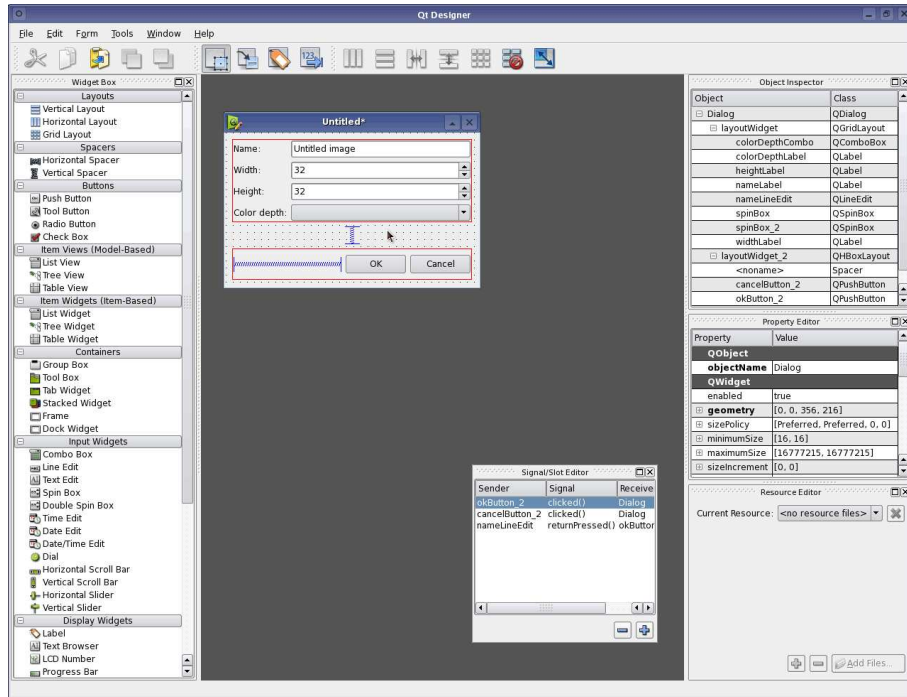 Qt Designer
File Edit Form Tools Window Help
Widget Box
Layouts
Vertical Layout
Horizontal Layout
Grid Layout
Spacers
Horizontal Spacer
Vertical Spacer
Buttons
Push Button
Tool Button
Radio Button
Check Box
Item Views (Model-Based)
List View
Tree View
Table View
Item Widgets (Item-Based)
List Widget
Tree Widget
Table Widget
Containers
Group Box
Tool Box
Tab Widget
Stacked Widget
Frame
Dock Widget
Input Widgets
Combo Box
Line Edit
Text Edit
Spin Box
Double Spin Box
Time Edit
Date Edit
Date/Time Edit
Dial
Horizontal Scroll Bar
Vertical Scroll Bar
Horizontal Slider
Vertical Slider
Display Widgets
Label
Text Browser
LCD Number
Progress Bar
Untitled*
Name: Untitled image
Width: 32
Height: 32
Color depth:
OK Cancel
Signal/Slot Editor
Sender Signal Receive
okButton_2 clicked() Dialog
cancelButton_2 clicked() Dialog
nameLineEdit returnPressed() okButton
Object Inspector
Object Class
Dialog QDialog
layoutWidget QGridLayout
colorDepthCombo QComboBox
colorDepthLabel QLabel
heightLabel QLabel
nameLabel QLabel
nameLineEdit QLineEdit
spinBox QSpinBox
spinBox_2 QSpinBox
widthLabel QLabel
layoutWidget_2 QHBoxLayout
<noname> Spacer
cancelButton_2 QPushButton
okButton_2 QPushButton
Property Editor
Property Value
QObject
objectName Dialog
QWidget
enabled true
geometry [0, 0, 356, 216]
sizePolicy [Preferred, Preferred, 0, 0]
minimumSize [16, 16]
maximumSize [16777215, 16777215]
sizeIncrement [0, 0]
Resource Editor
Current Resource: <no resource files>
Add Files...